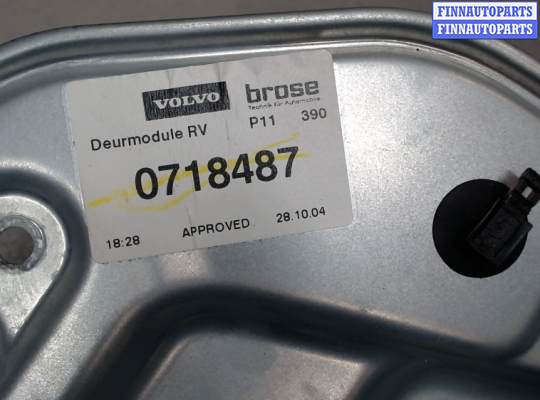 FINNAUTOPARTS
FINNAUTOPARTS
VOLVO brose
Technik für Automobile
Deurmodule RV P11 390
0718487
18:28 APPROVED 28.10.04